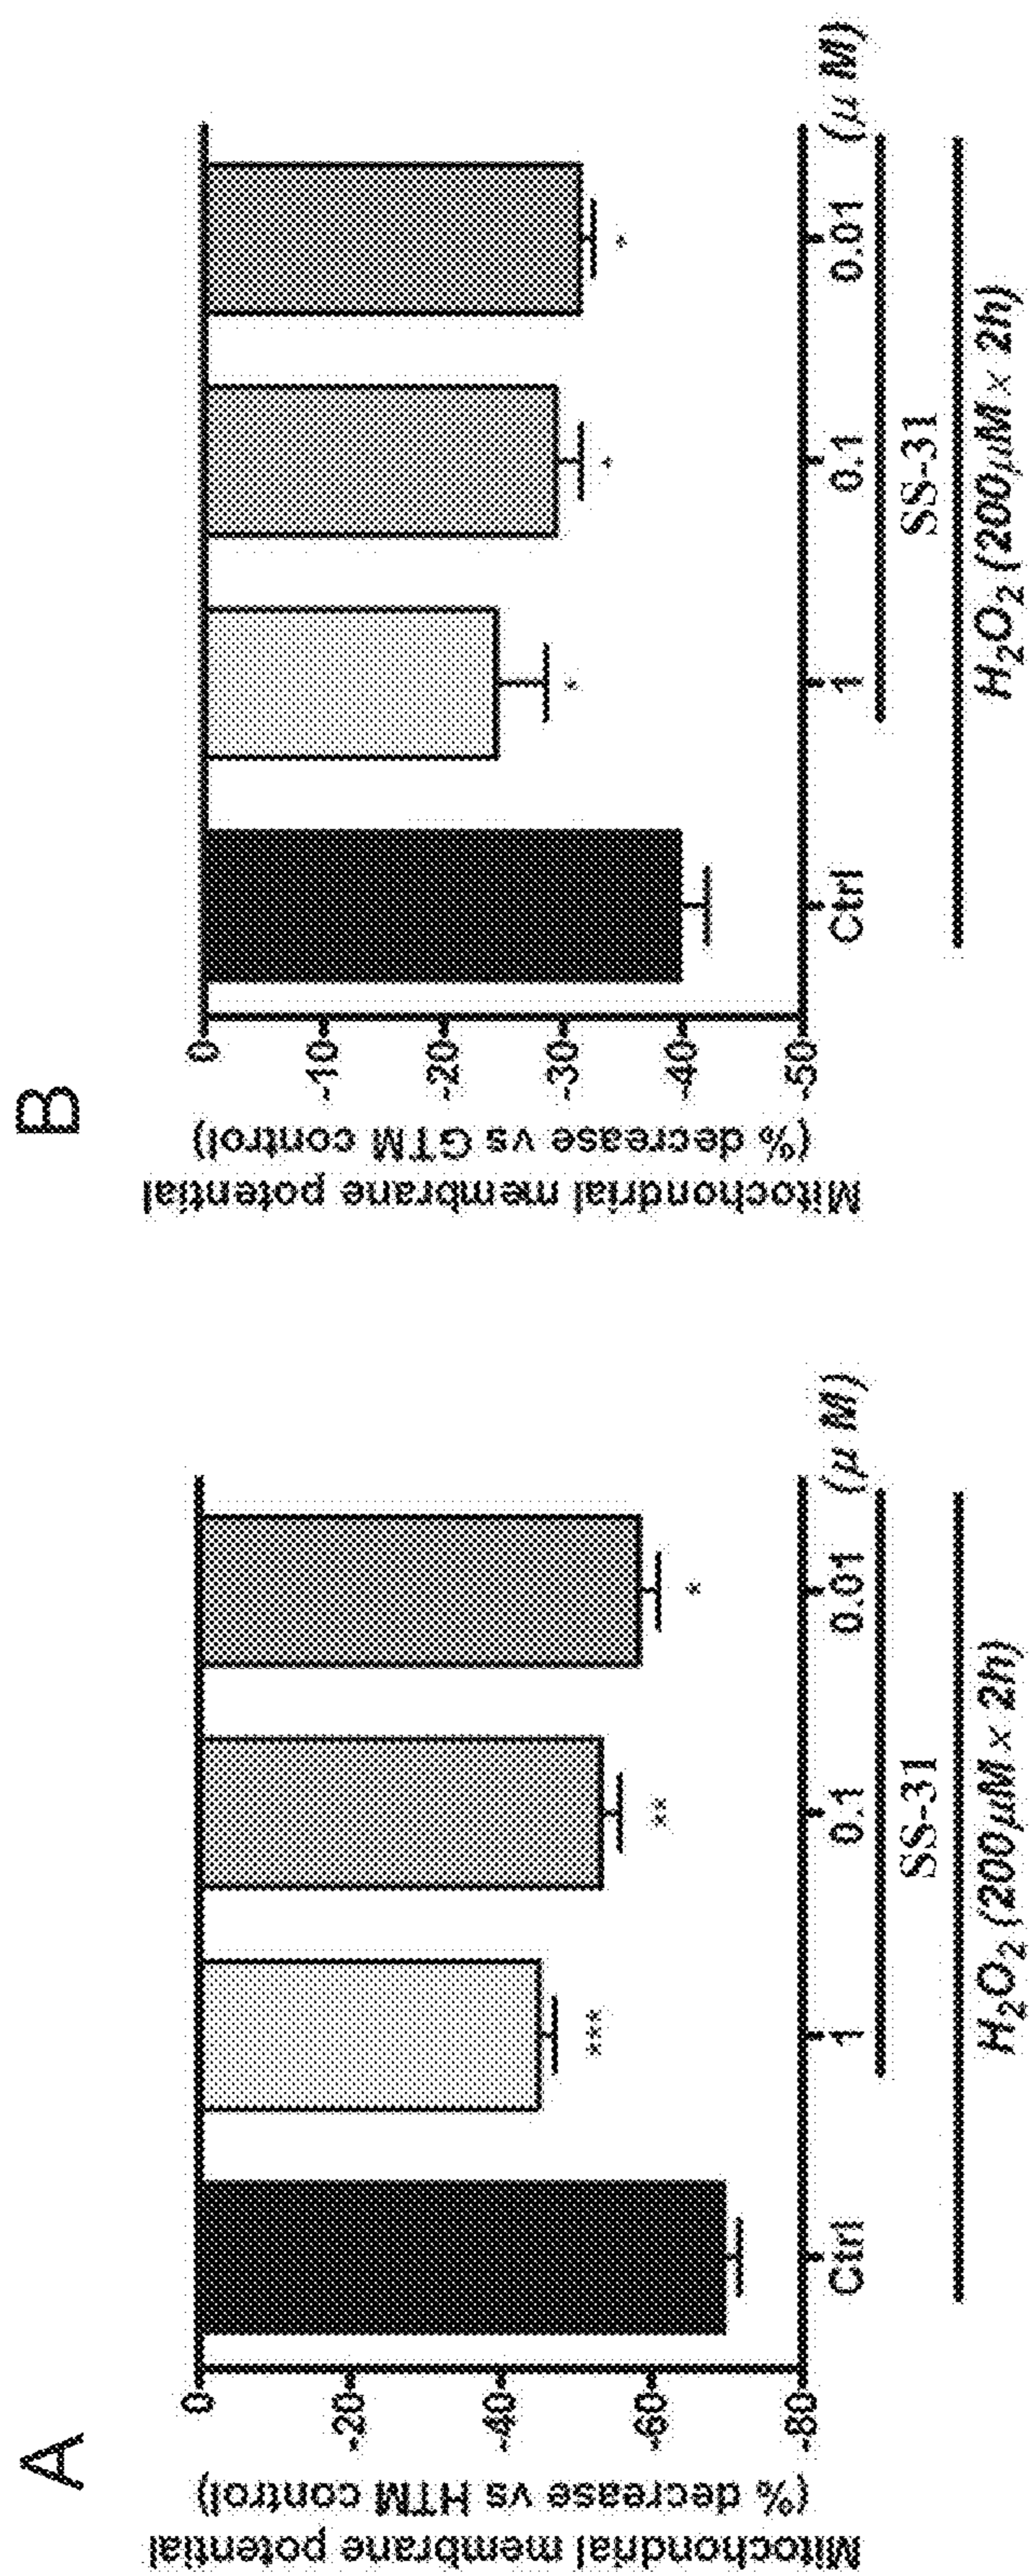 A
Mitochondrial membrane potential
(% decrease vs HTM control)
0
-20
-40
-60
-80
***
**
*
Ctrl 1 0.1 0.01 (μ M)
SS-31
H₂O₂ (200μM × 2h)
B
Mitochondrial membrane potential
(% decrease vs GTM control)
0
-10
-20
-30
-40
-50
*
*
*
Ctrl 1 0.1 0.01 (μ M)
SS-31
H₂O₂ (200μM × 2h)